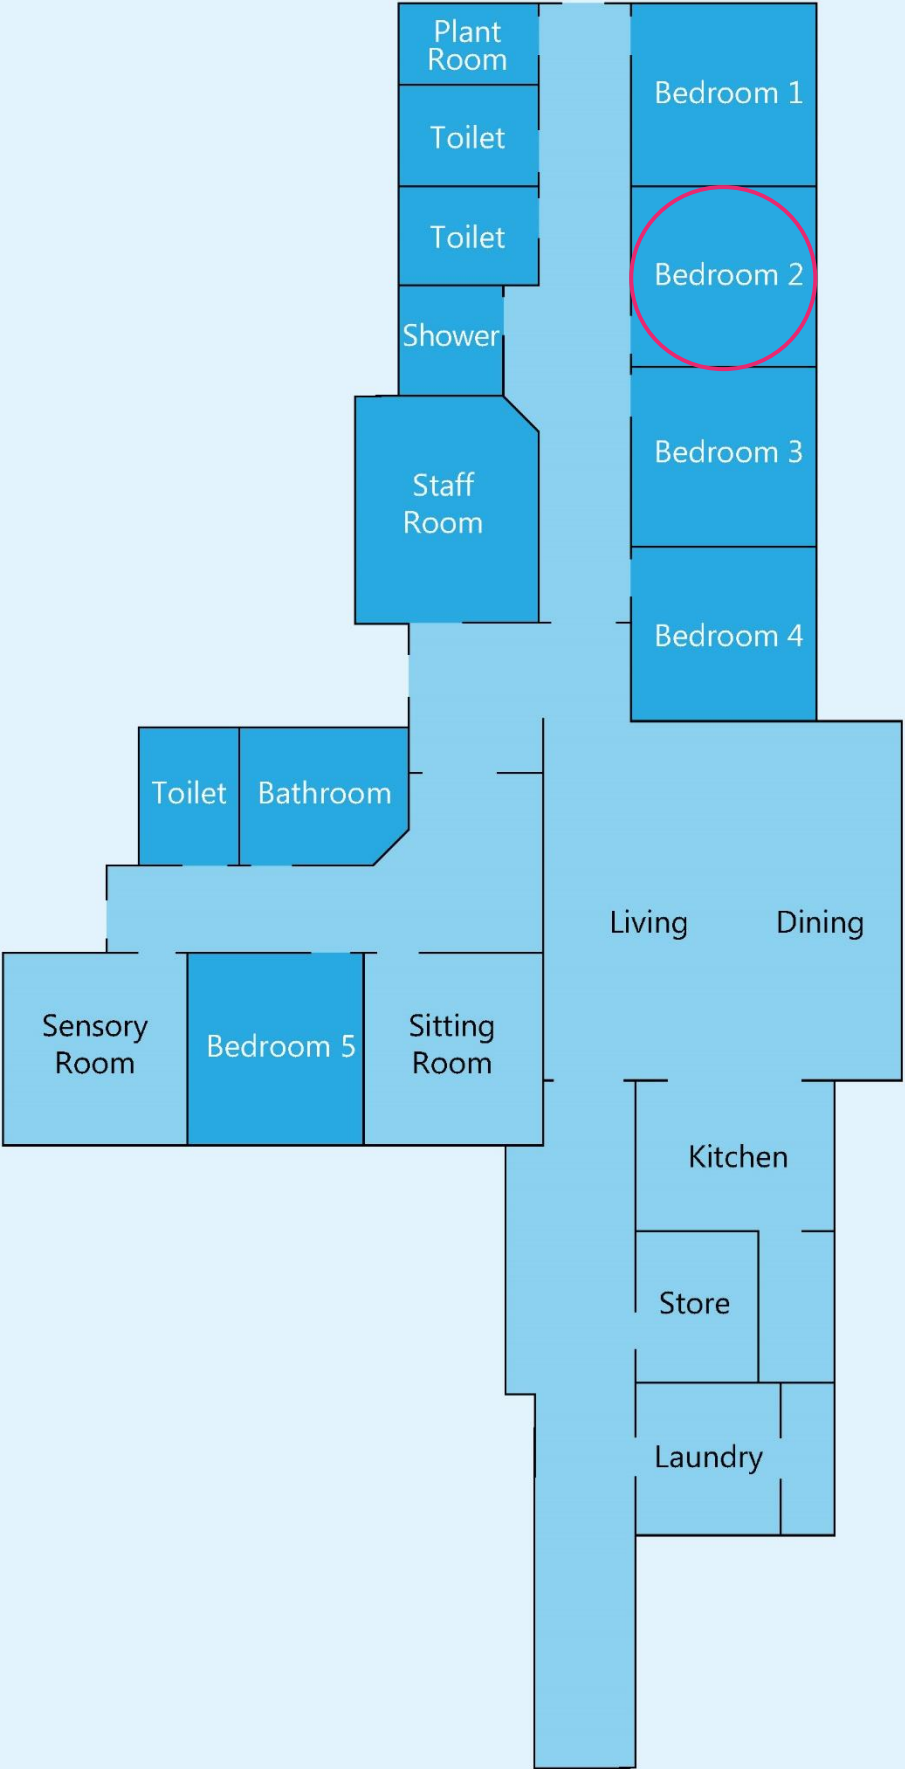 Plant
Room
Bedroom 1
Toilet
Toilet
Bedroom 2
Shower
Bedroom 3
Staff
Room
Bedroom 4
Toilet
Bathroom
Living
Dining
Sensory
Room
Bedroom 5
Sitting
Room
Kitchen
Store
Laundry